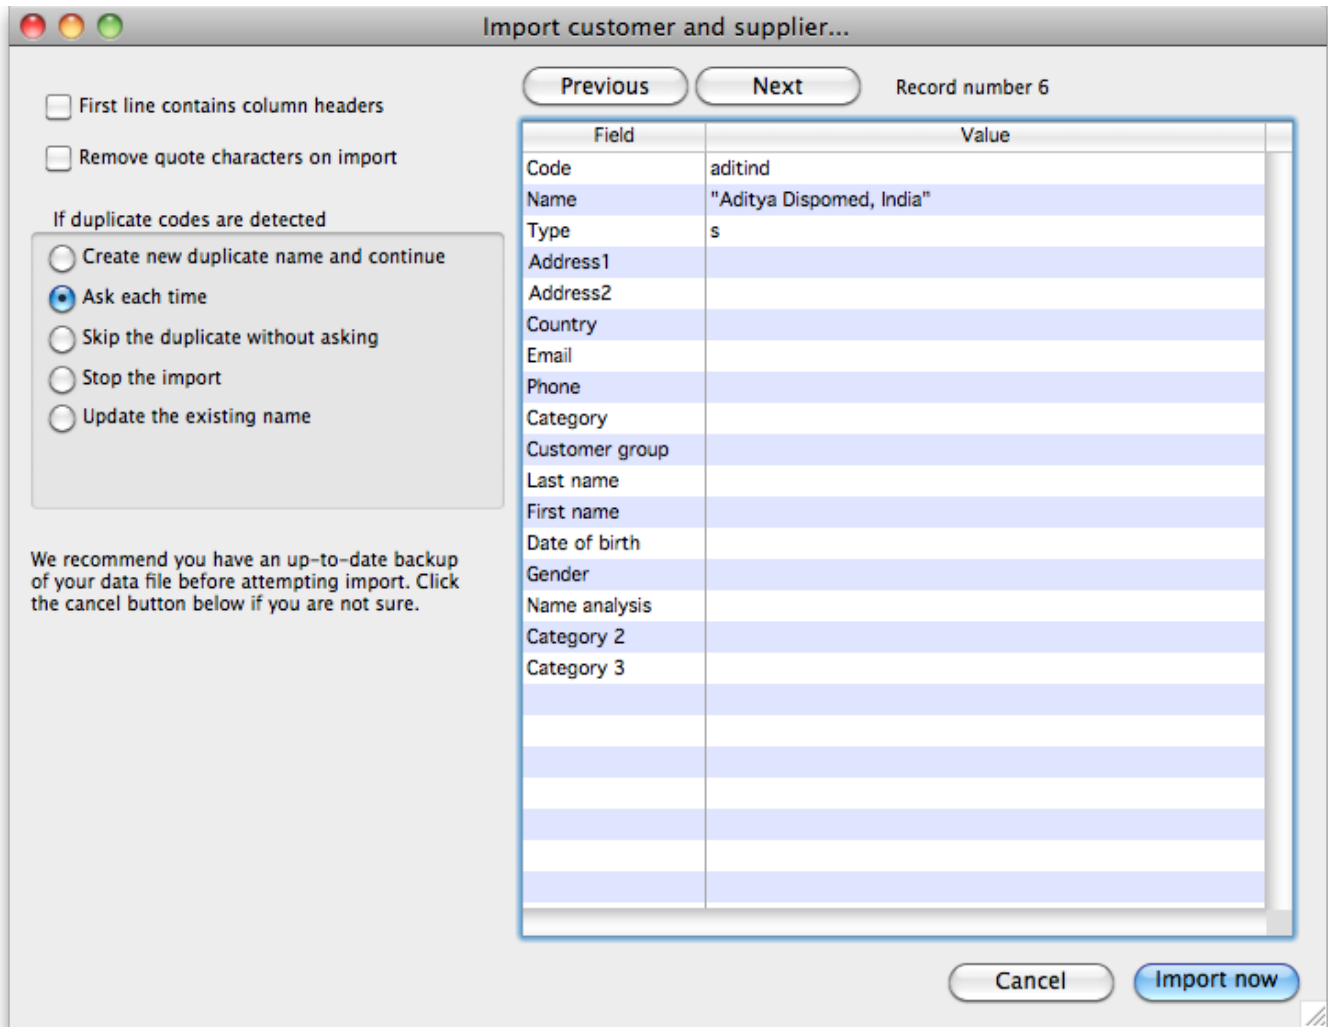 Import customer and supplier...
First line contains column headers
Remove quote characters on import
If duplicate codes are detected
Create new duplicate name and continue
Ask each time
Skip the duplicate without asking
Stop the import
Update the existing name
We recommend you have an up-to-date backup
of your data file before attempting import. Click
the cancel button below if you are not sure.
Previous Next Record number 6
Field Value
Code aditind
Name "Aditya Dispomed, India"
Type s
Address1
Address2
Country
Email
Phone
Category
Customer group
Last name
First name
Date of birth
Gender
Name analysis
Category 2
Category 3
Cancel Import now